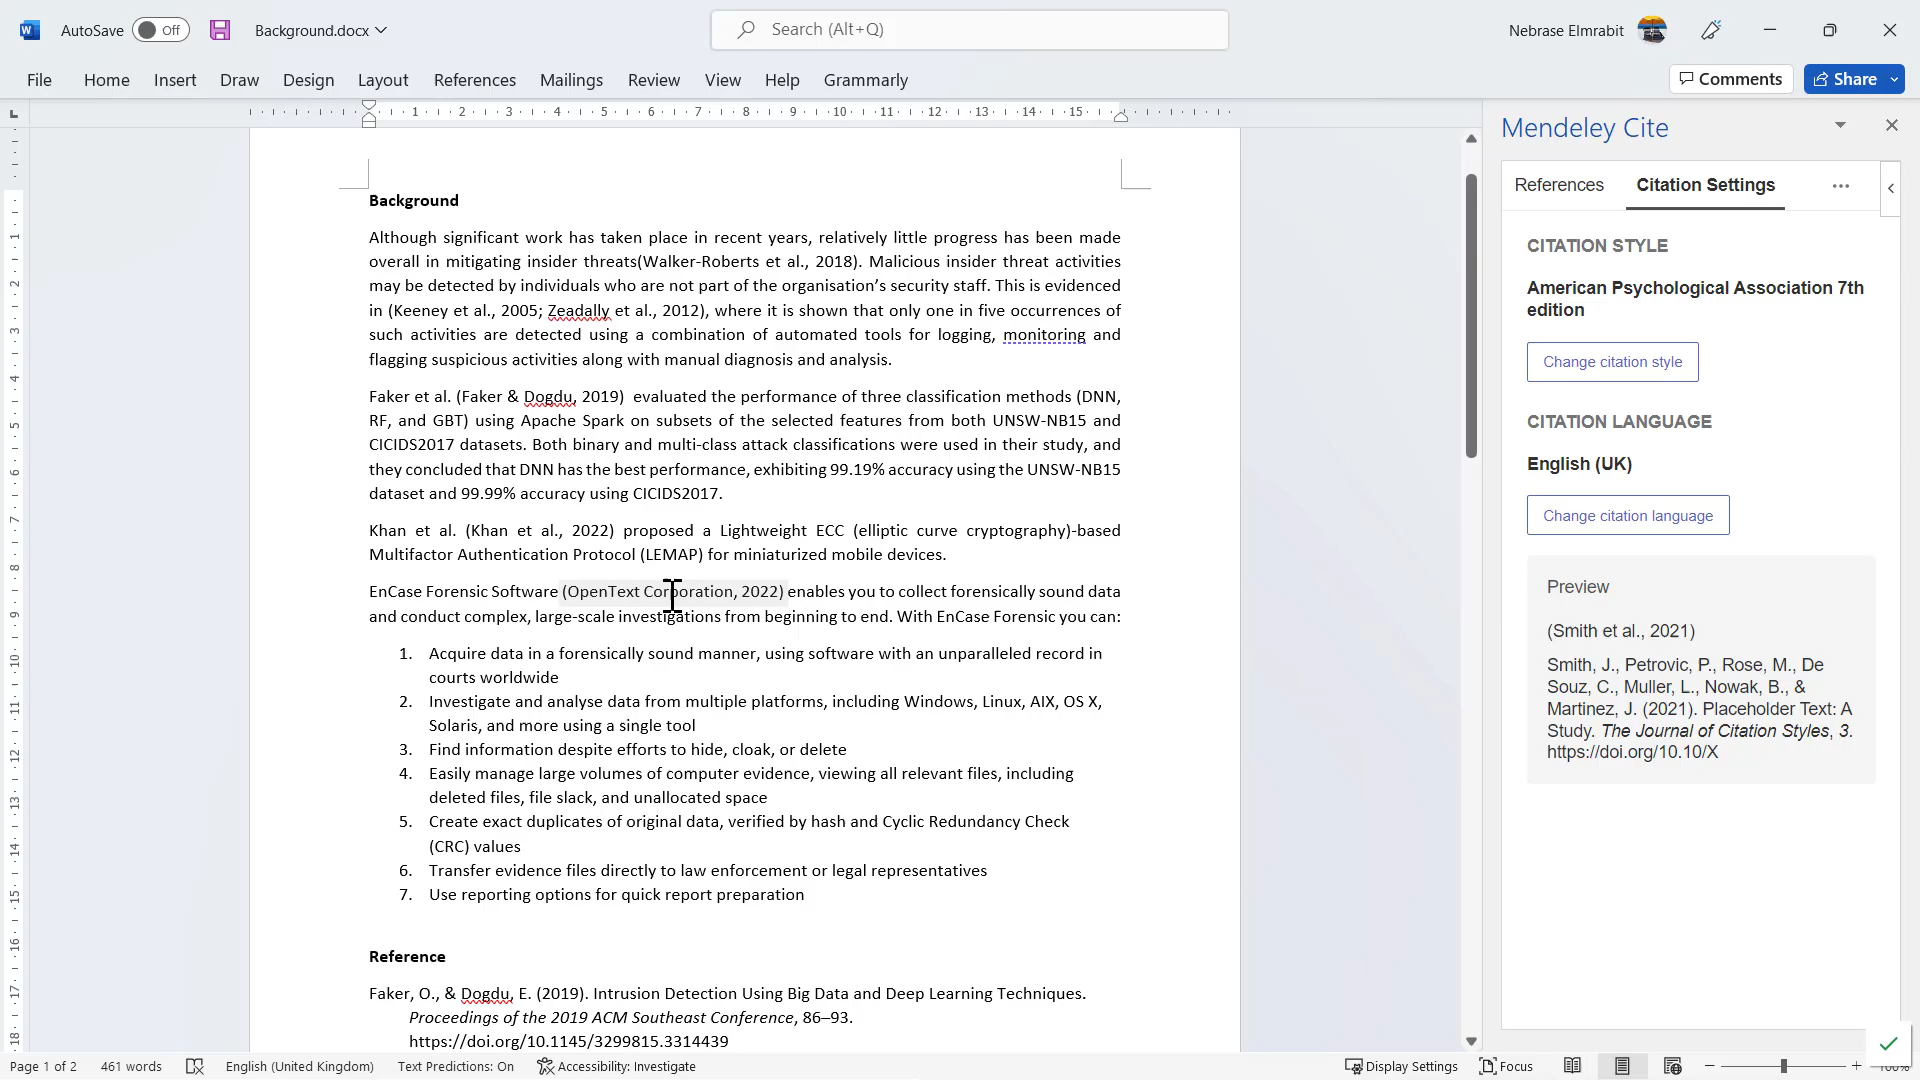 AutoSave Off Background.docx Search (Alt+Q) Nebrase Elmrabit
File Home Insert Draw Design Layout References Mailings Review View Help Grammarly Comments Share
1 2 3 4 5 6 7 8 9 10 11 12 13 14 15
Background
Although significant work has taken place in recent years, relatively little progress has been made
overall in mitigating insider threats(Walker-Roberts et al., 2018). Malicious insider threat activities
may be detected by individuals who are not part of the organisation’s security staff. This is evidenced
in (Keeney et al., 2005; Zeadally et al., 2012), where it is shown that only one in five occurrences of
such activities are detected using a combination of automated tools for logging, monitoring and
flagging suspicious activities along with manual diagnosis and analysis.
Faker et al. (Faker & Dogdu, 2019) evaluated the performance of three classification methods (DNN,
RF, and GBT) using Apache Spark on subsets of the selected features from both UNSW-NB15 and
CICIDS2017 datasets. Both binary and multi-class attack classifications were used in their study, and
they concluded that DNN has the best performance, exhibiting 99.19% accuracy using the UNSW-NB15
dataset and 99.99% accuracy using CICIDS2017.
Khan et al. (Khan et al., 2022) proposed a Lightweight ECC (elliptic curve cryptography)-based
Multifactor Authentication Protocol (LEMAP) for miniaturized mobile devices.
EnCase Forensic Software (OpenText Corporation, 2022) enables you to collect forensically sound data
and conduct complex, large-scale investigations from beginning to end. With EnCase Forensic you can:
1. Acquire data in a forensically sound manner, using software with an unparalleled record in
courts worldwide
2. Investigate and analyse data from multiple platforms, including Windows, Linux, AIX, OS X,
Solaris, and more using a single tool
3. Find information despite efforts to hide, cloak, or delete
4. Easily manage large volumes of computer evidence, viewing all relevant files, including
deleted files, file slack, and unallocated space
5. Create exact duplicates of original data, verified by hash and Cyclic Redundancy Check
(CRC) values
6. Transfer evidence files directly to law enforcement or legal representatives
7. Use reporting options for quick report preparation
Reference
Faker, O., & Dogdu, E. (2019). Intrusion Detection Using Big Data and Deep Learning Techniques.
Proceedings of the 2019 ACM Southeast Conference, 86–93.
https://doi.org/10.1145/3299815.3314439
Mendeley Cite
References Citation Settings
CITATION STYLE
American Psychological Association 7th
edition
Change citation style
CITATION LANGUAGE
English (UK)
Change citation language
Preview
(Smith et al., 2021)
Smith, J., Petrovic, P., Rose, M., De
Souz, C., Muller, L., Nowak, B., &
Martinez, J. (2021). Placeholder Text: A
Study. The Journal of Citation Styles, 3.
https://doi.org/10.10/X
Page 1 of 2 461 words English (United Kingdom) Text Predictions: On Accessibility: Investigate Display Settings Focus 100%